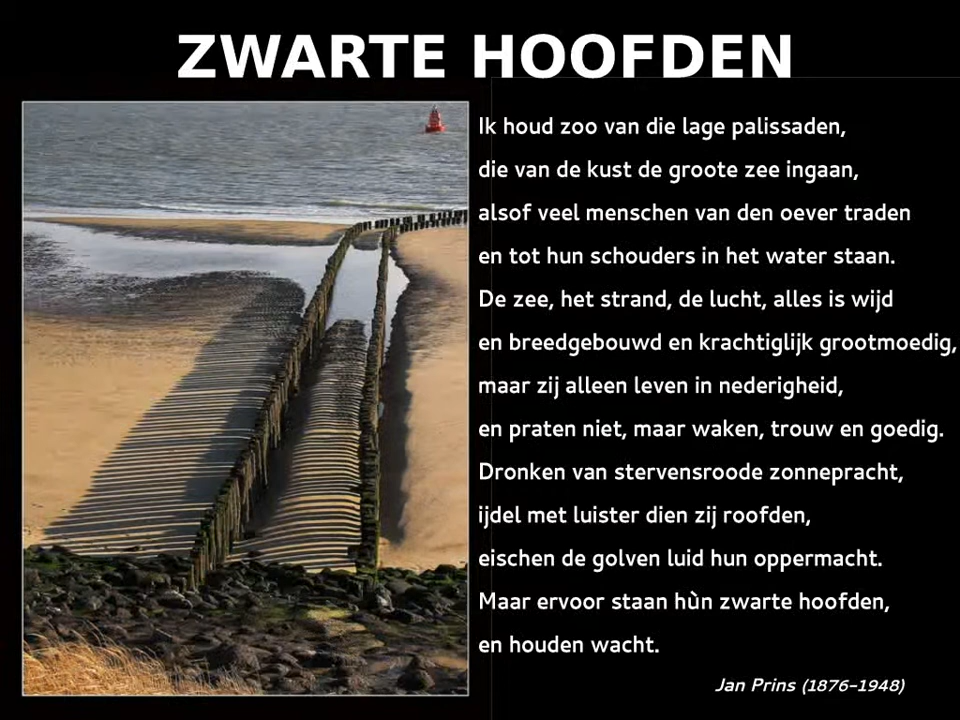 ZWARTE HOOFDEN
Ik houd zoo van die lage palissaden,
die van de kust de groote zee ingaan,
alsof veel menschen van den oever traden
en tot hun schouders in het water staan.
De zee, het strand, de lucht, alles is wijd
en breedgebouwd en krachtiglijk grootmoedig,
maar zij alleen leven in nederigheid,
en praten niet, maar waken, trouw en goedig.
Dronken van stervensroode zonnepracht,
ijdel met luister dien zij roofden,
eischen de golven luid hun oppermacht.
Maar ervoor staan hùn zwarte hoofden,
en houden wacht.
Jan Prins (1876-1948)